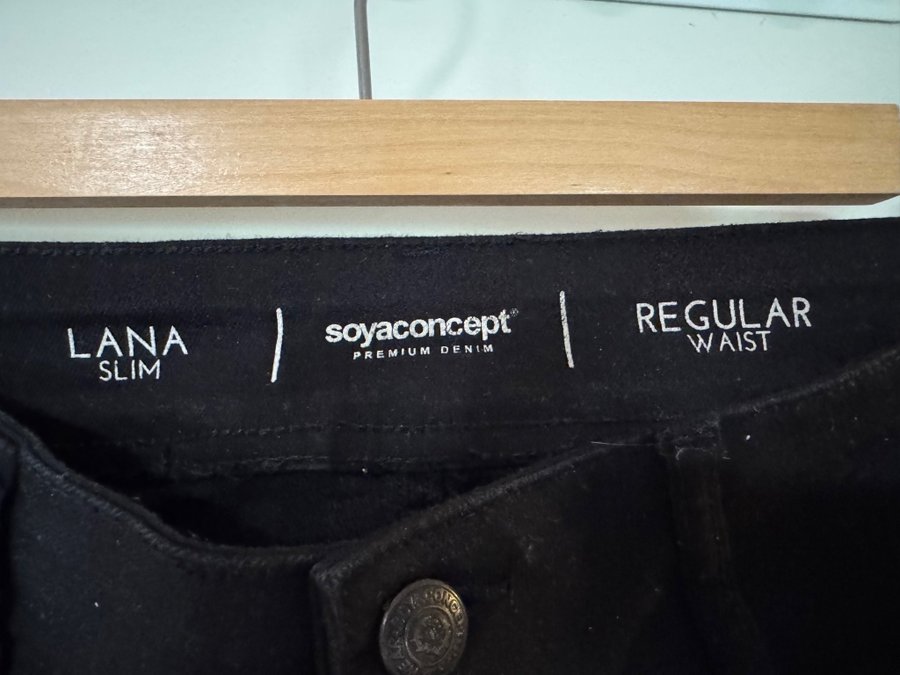 LANA
SLIM
soyaconcept®
PREMIUM DENIM
REGULAR
WAIST